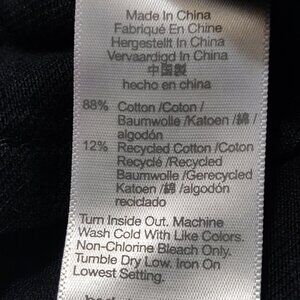 Made In China
Fabriqué En Chine
Hergestellt In China
Vervaardigd In China
中国製
hecho en china
88% Cotton /Coton /
Baumwolle /Katoen /綿 /
algodón
12% Recycled Cotton /Coton
Recyclé /Recycled
Baumwolle /Gerecycled
Katoen /綿 /algodón
reciclado
Turn Inside Out. Machine
Wash Cold With Like Colors.
Non-Chlorine Bleach Only.
Tumble Dry Low. Iron On
Lowest Setting.